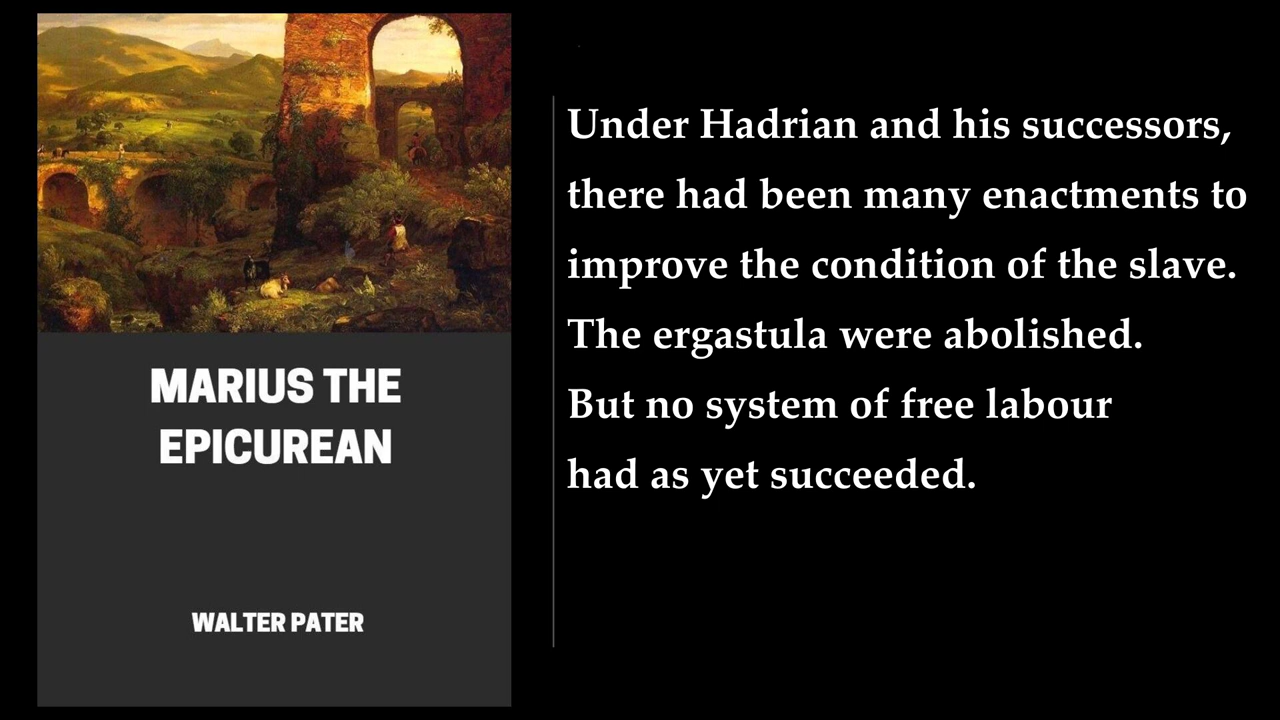 MARIUS THE
EPICUREAN
WALTER PATER
Under Hadrian and his successors,
there had been many enactments to
improve the condition of the slave.
The ergastula were abolished.
But no system of free labour
had as yet succeeded.